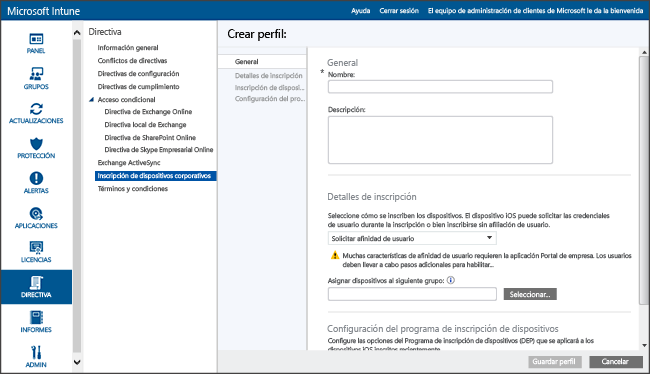 Microsoft Intune
Ayuda
Cerrar sesión
El equipo de administración de clientes de Microsoft le da la bienvenida
PANEL
GRUPOS
ACTUALIZACIONES
PROTECCIÓN
ALERTAS
APLICACIONES
LICENCIAS
DIRECTIVA
INFORMES
ADMIN
Directiva
Información general
Conflictos de directivas
Directivas de configuración
Directivas de cumplimiento
Acceso condicional
Directiva de Exchange Online
Directiva local de Exchange
Directiva de SharePoint Online
Directiva de Skype Empresarial Online
Exchange ActiveSync
Inscripción de dispositivos corporativos
Términos y condiciones
Crear perfil:
General
Detalles de inscripción
Inscripción de disposi...
Configuración del pro...
General
* Nombre:
Descripción:
Detalles de inscripción
Seleccione cómo se inscriben los dispositivos. El dispositivo iOS puede solicitar las credenciales
de usuario durante la inscripción o bien inscribirse sin afiliación de usuario.
Solicitar afinidad de usuario
Muchas características de afinidad de usuario requieren la aplicación Portal de empresa. Los usuarios
deben llevar a cabo pasos adicionales para habilitar...
Asignar dispositivos al siguiente grupo:
Seleccionar...
Configuración del programa de inscripción de dispositivos
Configure las opciones del Programa de inscripción de dispositivos (DEP) que se aplicará a los
dispositivos iOS inscritos recientemente.
Guardar perfil
Cancelar